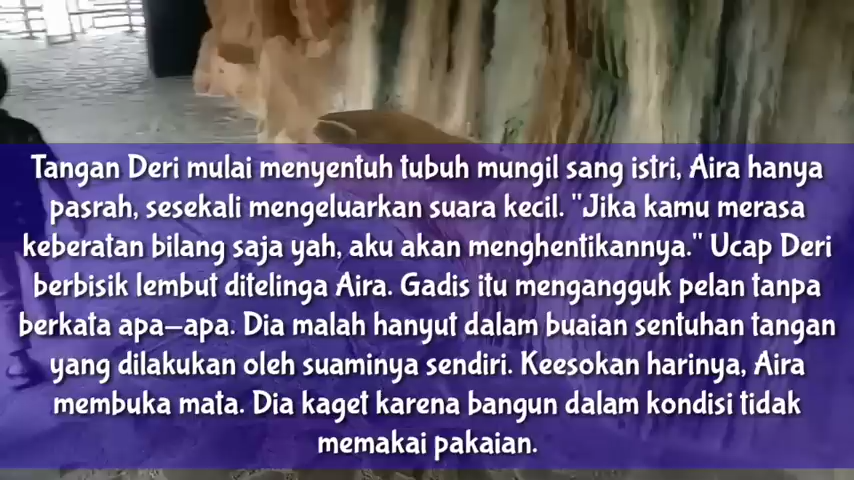 Tangan Deri mulai menyentuh tubuh mungil sang istri, Aira hanya
pasrah, sesekali mengeluarkan suara kecil. "Jika kamu merasa
keberatan bilang saja yah, aku akan menghentikannya." Ucap Deri
berbisik lembut ditelinga Aira. Gadis itu mengangguk pelan tanpa
berkata apa-apa. Dia malah hanyut dalam buaian sentuhan tangan
yang dilakukan oleh suaminya sendiri. Keesokan harinya, Aira
membuka mata. Dia kaget karena bangun dalam kondisi tidak
memakai pakaian.